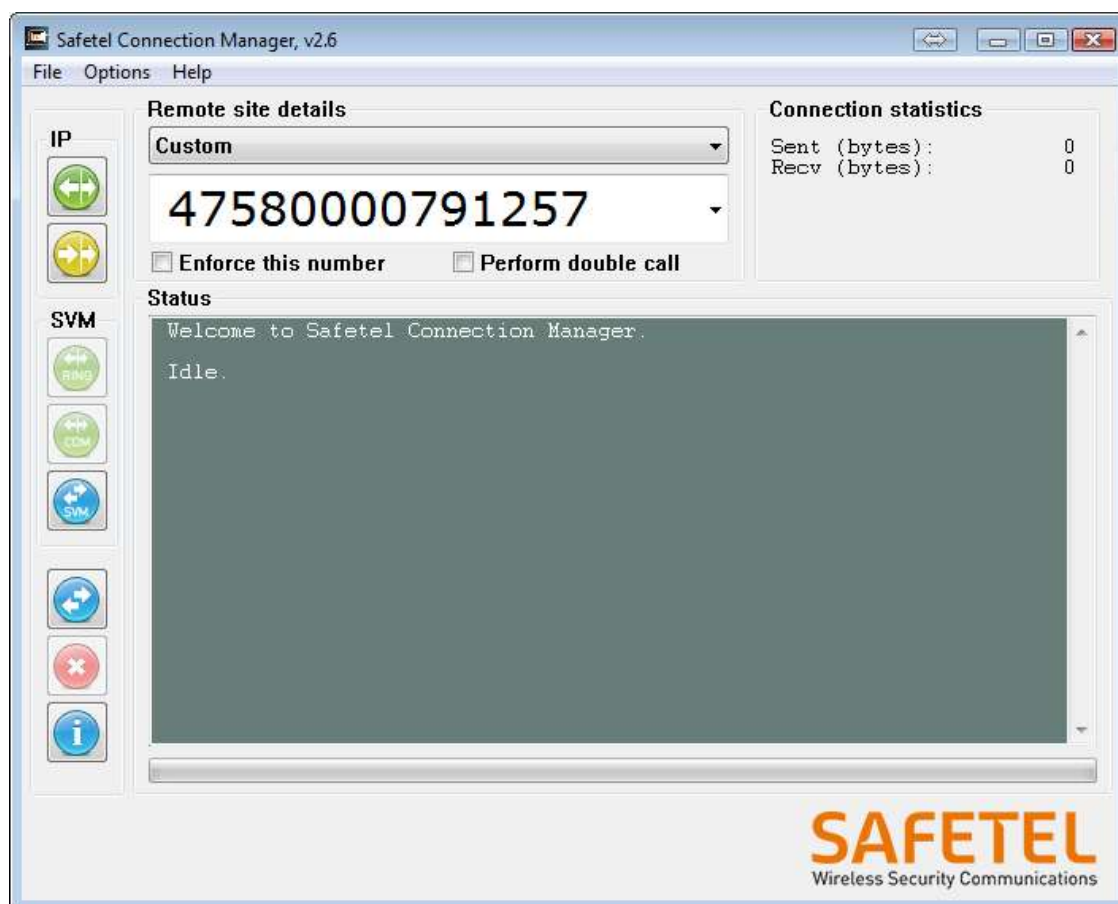 Safetel Connection Manager, v2.6
File Options Help
IP
SVM
RING
COM
SVM
Remote site details
Custom
47580000791257
Enforce this number Perform double call
Connection statistics
Sent (bytes): 0
Recv (bytes): 0
Status
Welcome to Safetel Connection Manager.
Idle.
SAFETEL
Wireless Security Communications